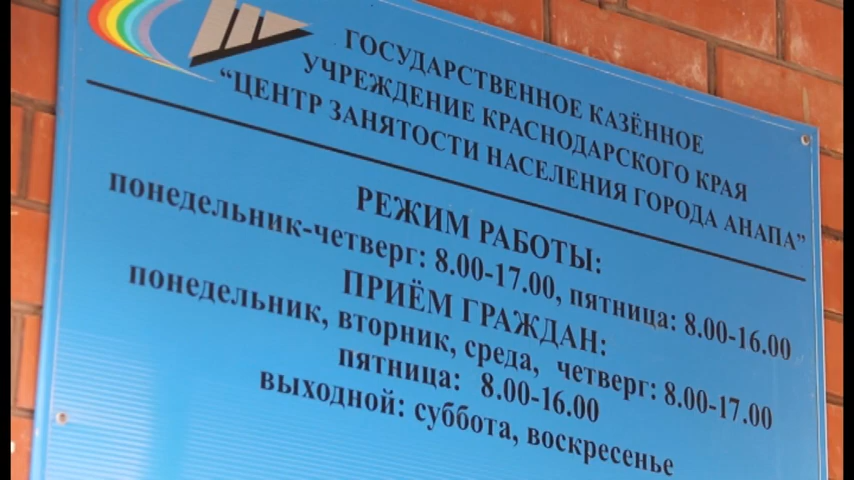 ГОСУДАРСТВЕННОЕ КАЗЁННОЕ
УЧРЕЖДЕНИЕ КРАСНОДАРСКОГО КРАЯ
“ЦЕНТР ЗАНЯТОСТИ НАСЕЛЕНИЯ ГОРОДА АНАПА”
РЕЖИМ РАБОТЫ:
понедельник-четверг: 8.00-17.00, пятница: 8.00-16.00
ПРИЁМ ГРАЖДАН:
понедельник, вторник, среда, четверг: 8.00-17.00
пятница: 8.00-16.00
выходной: суббота, воскресенье